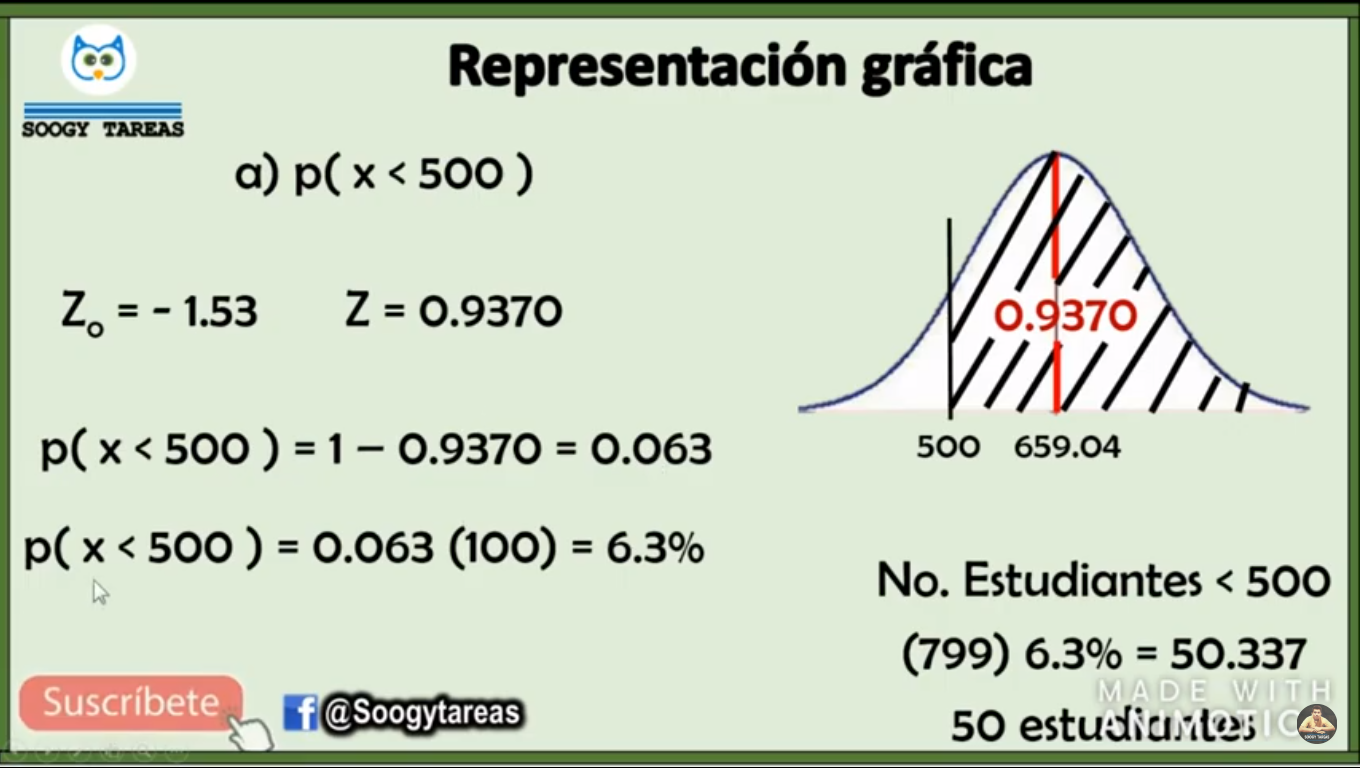 Representación gráfica
SOOGY TAREAS
a) p( x < 500 )
Zo = - 1.53 Z = 0.9370
0.9370
500 659.04
p( x < 500 ) = 1 – 0.9370 = 0.063
p( x < 500 ) = 0.063 (100) = 6.3%
No. Estudiantes < 500
(799) 6.3% = 50.337
50 estudiantes
Suscríbete
f @Soogytareas
MADE WITH